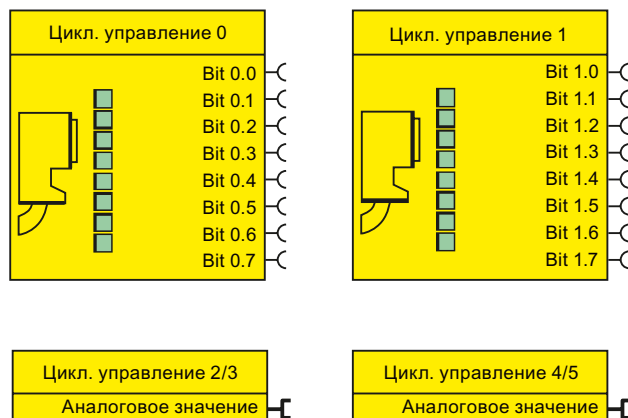 Цикл. управление 0
Bit 0.0
Bit 0.1
Bit 0.2
Bit 0.3
Bit 0.4
Bit 0.5
Bit 0.6
Bit 0.7
Цикл. управление 1
Bit 1.0
Bit 1.1
Bit 1.2
Bit 1.3
Bit 1.4
Bit 1.5
Bit 1.6
Bit 1.7
Цикл. управление 2/3
Аналоговое значение
Цикл. управление 4/5
Аналоговое значение